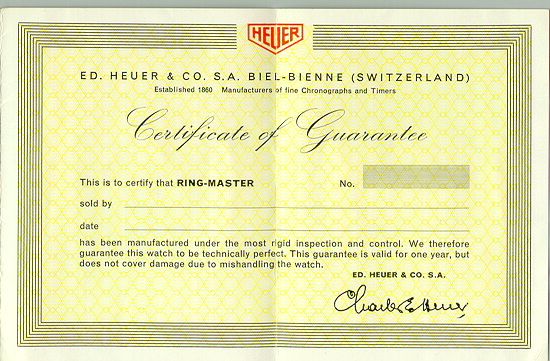 HEUER
ED. HEUER & CO. S.A. BIEL-BIENNE (SWITZERLAND)
Established 1860 Manufacturers of fine Chronographs and Timers
Certificate of Guarantee
This is to certify that RING-MASTER No.
sold by
date
has been manufactured under the most rigid inspection and control. We therefore
guarantee this watch to be technically perfect. This guarantee is valid for one year, but
does not cover damage due to mishandling the watch.
ED. HEUER & CO. S.A.
Charles E. Heuer